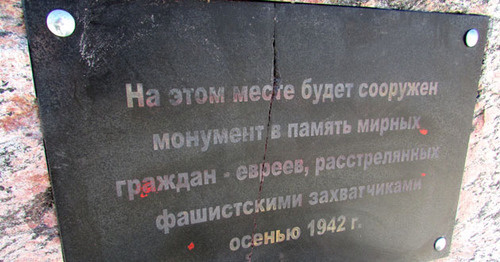 На этом месте будет сооружен
монумент в память мирных
граждан - евреев, расстрелянных
фашистскими захватчиками
осенью 1942 г.